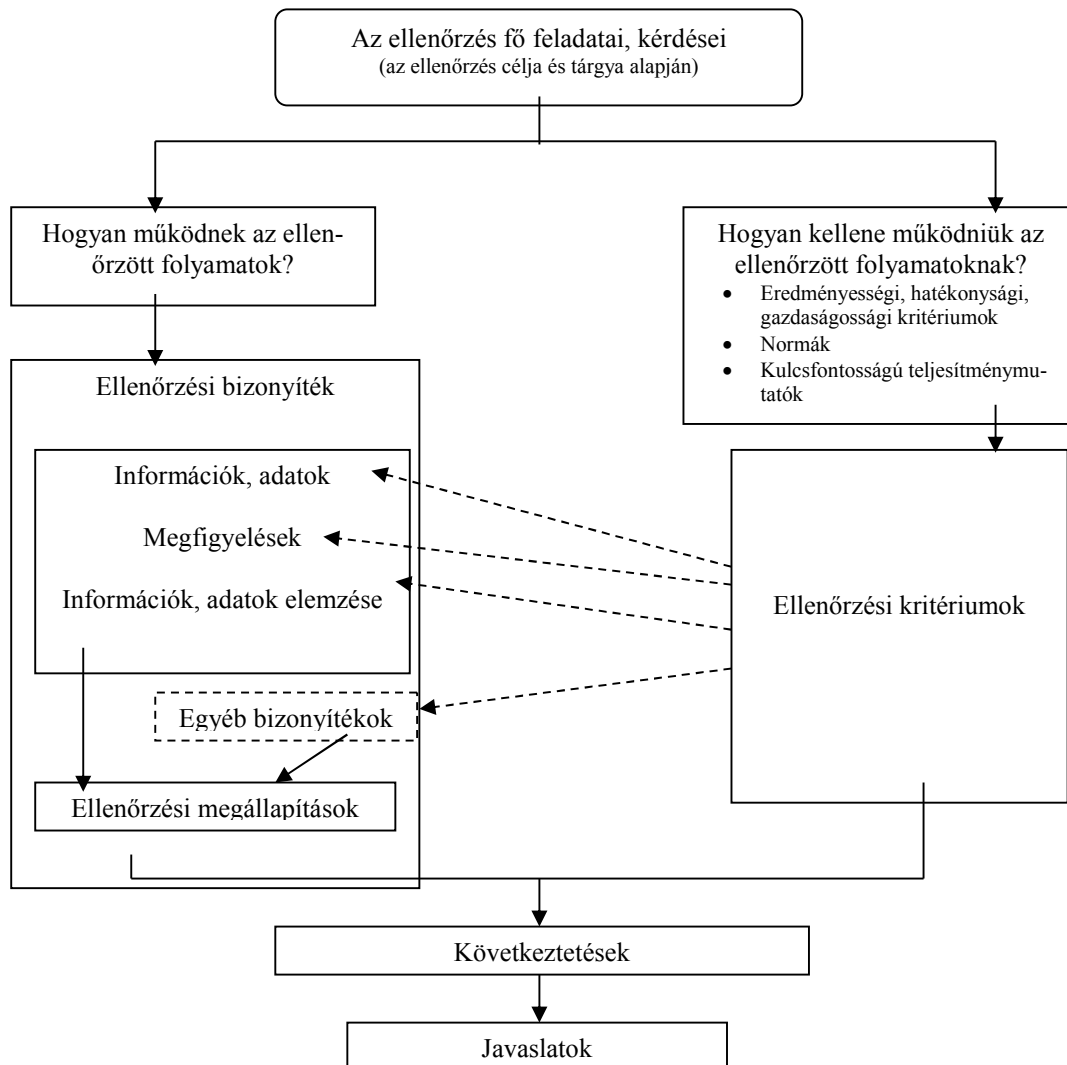 Az ellenőrzés fő feladatai, kérdései
(az ellenőrzés célja és tárgya alapján)
Hogyan működnek az ellen-
őrzött folyamatok?
Hogyan kellene működniük az
ellenőrzött folyamatoknak?
• Eredményességi, hatékonysági,
gazdaságossági kritériumok
• Normák
• Kulcsfontosságú teljesítménymu-
tatók
Ellenőrzési bizonyíték
Információk, adatok
Megfigyelések
Információk, adatok elemzése
Ellenőrzési kritériumok
Egyéb bizonyítékok
Ellenőrzési megállapítások
Következtetések
Javaslatok